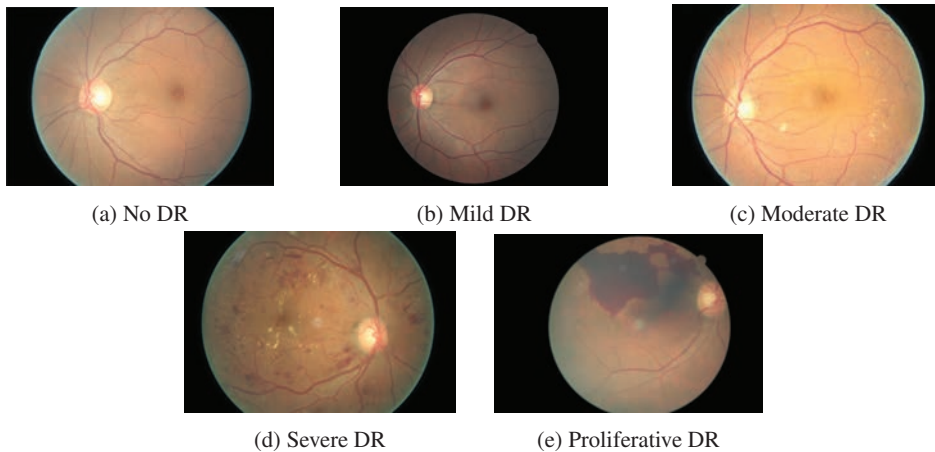 (a) No DR
(b) Mild DR
(c) Moderate DR
(d) Severe DR
(e) Proliferative DR